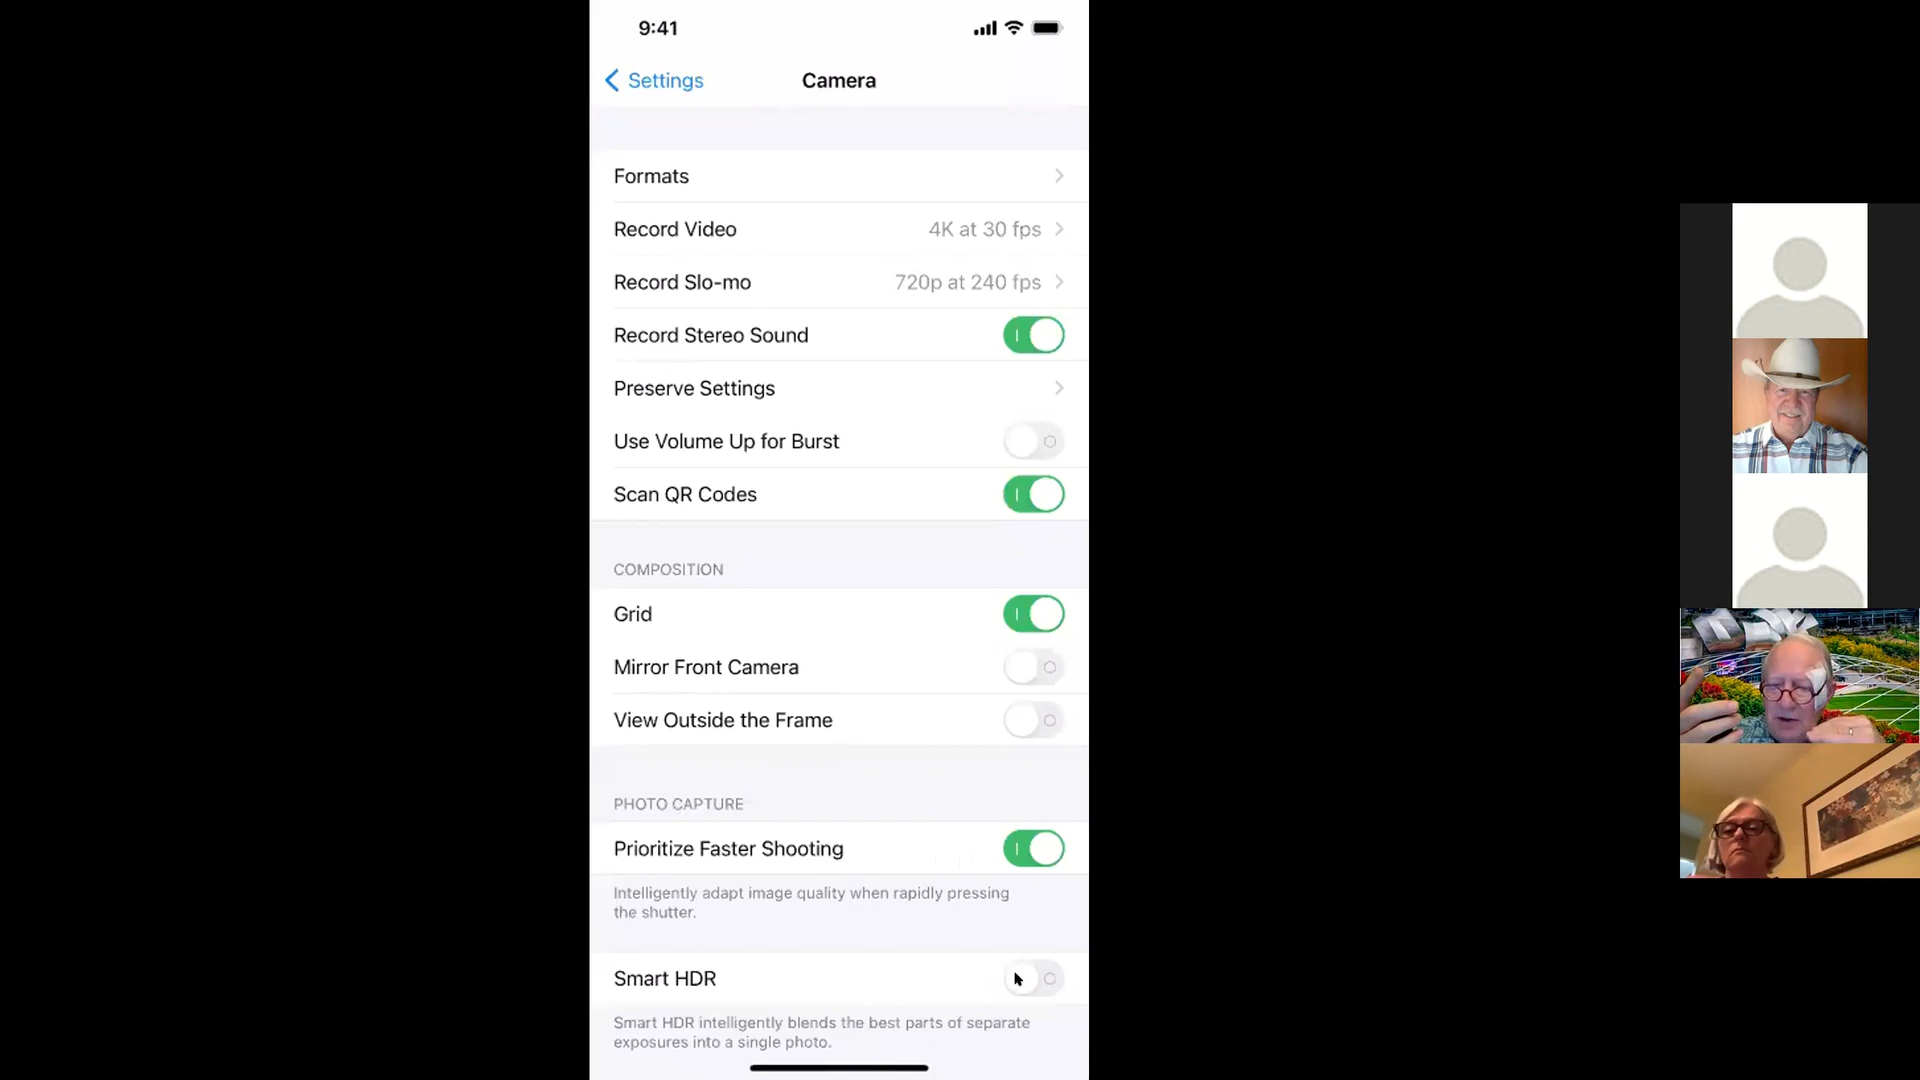 9:41
Settings
Camera
Formats
Record Video 4K at 30 fps
Record Slo-mo 720p at 240 fps
Record Stereo Sound
Preserve Settings
Use Volume Up for Burst
Scan QR Codes
COMPOSITION
Grid
Mirror Front Camera
View Outside the Frame
PHOTO CAPTURE
Prioritize Faster Shooting
Intelligently adapt image quality when rapidly pressing
the shutter.
Smart HDR
Smart HDR intelligently blends the best parts of separate
exposures into a single photo.